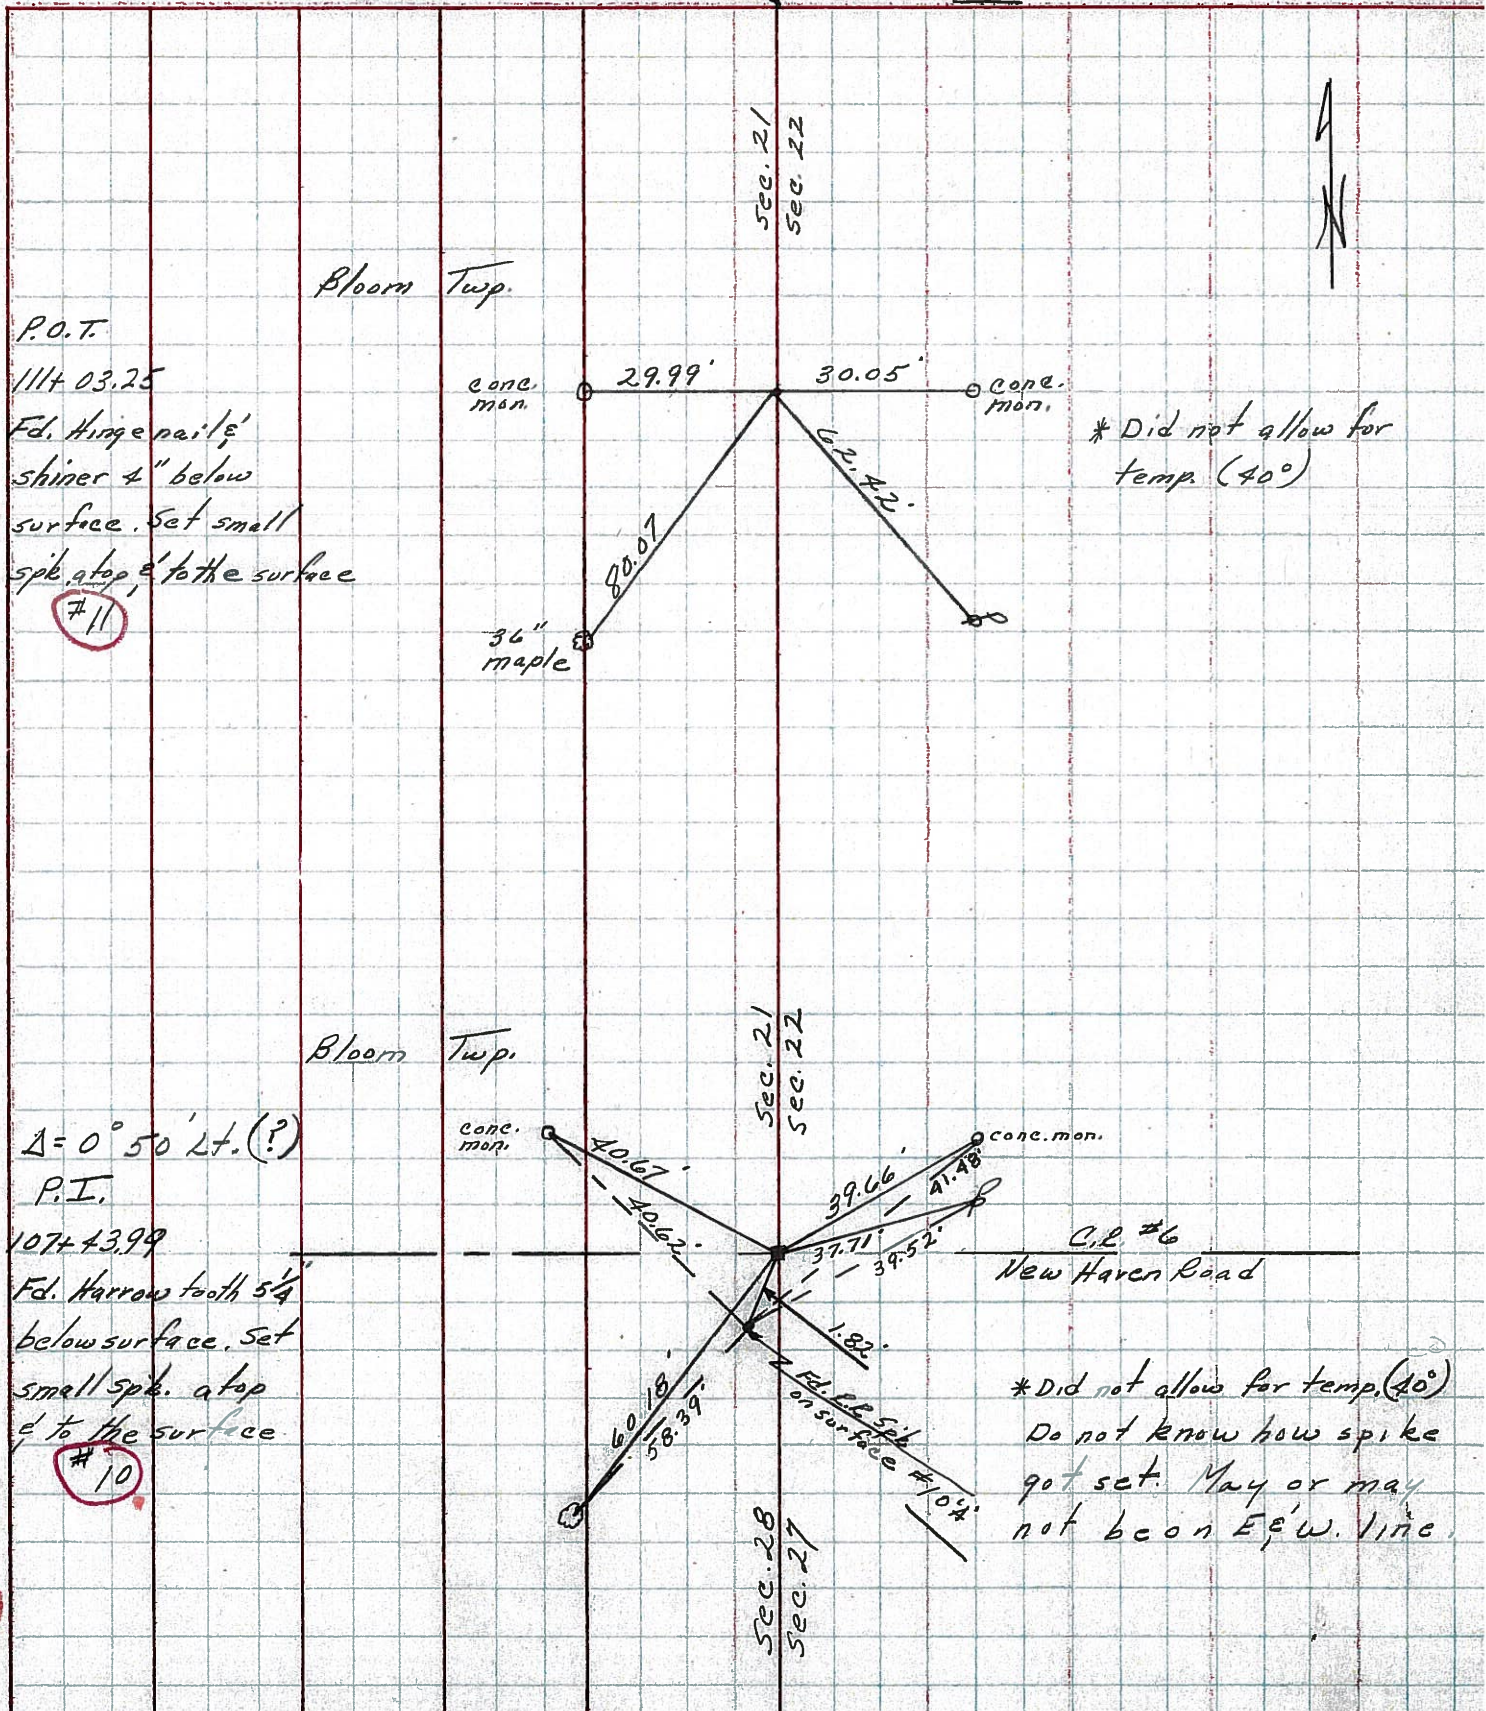 Sec. 21
Sec. 22
N
Bloom Twp.
P.O.T.
111+ 03.25
Fd. Hinge nail &
shiner 4" below
surface. Set small
spk. atop & to the surface
#11
conc.
mon.
29.99'
30.05'
conc.
mon.
80.07
62.42'
36"
maple
* Did not allow for
temp. (40°)
Sec. 21
Sec. 22
Bloom Twp.
Δ= 0° 50' Lt. (?)
P.I.
107+ 43.99
Fd. Harrow tooth 5 1/4"
below surface. Set
small spk. atop
& to the surface
#10
conc.
mon.
40.67'
40.62'
conc. mon.
39.66'
41.48'
37.71'
39.52'
C.R. #6
New Haven Road
1.82'
60.18'
58.39'
Fd. R.R. Spk.
on surface #10A
* Did not allow for temp. (40°)
Do not know how spike
got set. May or may
not be on E & W. line.
Sec. 28
Sec. 27